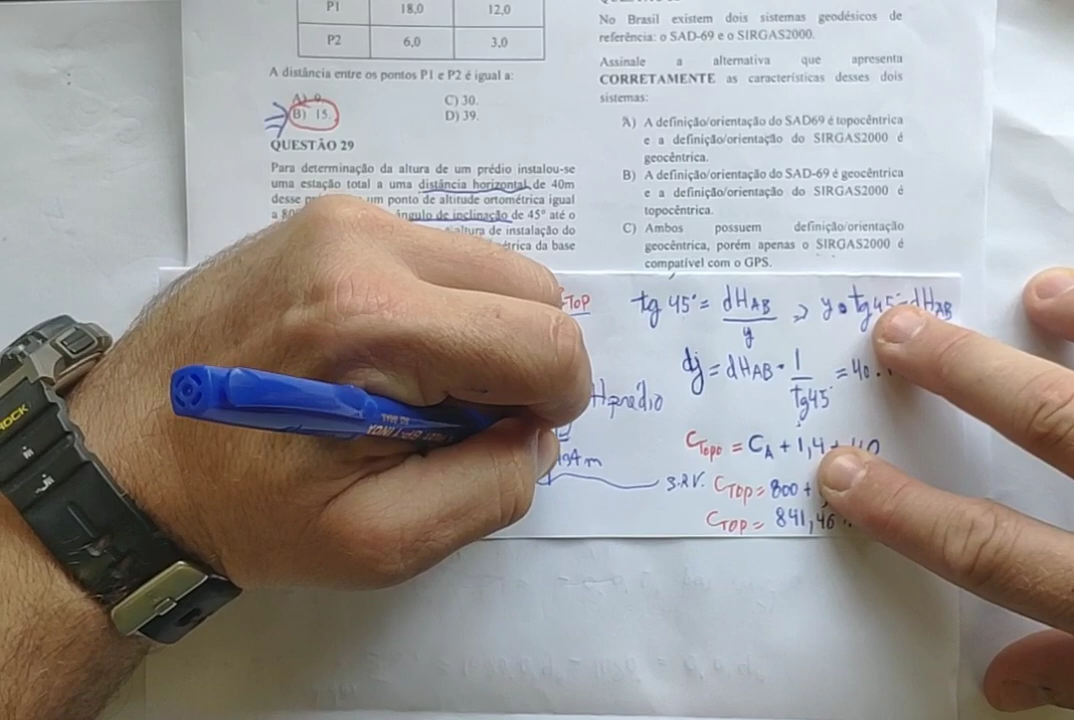 P1 18,0 12,0
P2 6,0 3,0
A distância entre os pontos P1 e P2 é igual a:
A) 9.
B) 15.
C) 30.
D) 39.
QUESTÃO 29
Para determinação da altura de um prédio instalou-se
uma estação total a uma distância horizontal de 40m
desse um ponto de altitude ortométrica igual
a de inclinação de 45º até o
altura de instalação do
da base
No Brasil existem dois sistemas geodésicos de
referência: o SAD-69 e o SIRGAS2000.
Assinale a alternativa que apresenta
CORRETAMENTE as características desses dois
sistemas:
A) A definição/orientação do SAD69 é topocêntrica
e a definição/orientação do SIRGAS2000 é
geocêntrica.
B) A definição/orientação do SAD-69 é geocêntrica
e a definição/orientação do SIRGAS2000 é
topocêntrica.
C) Ambos possuem definição/orientação
geocêntrica, porém apenas o SIRGAS2000 é
compatível com o GPS.
TOP
Hprédio
S.R.V.
tg 45° = dHAB / y
dHAB · 1 / tg45 = 40
CTopo = CA + 1,4 + 40
CTOP = 800 +
CTOP = 841,4